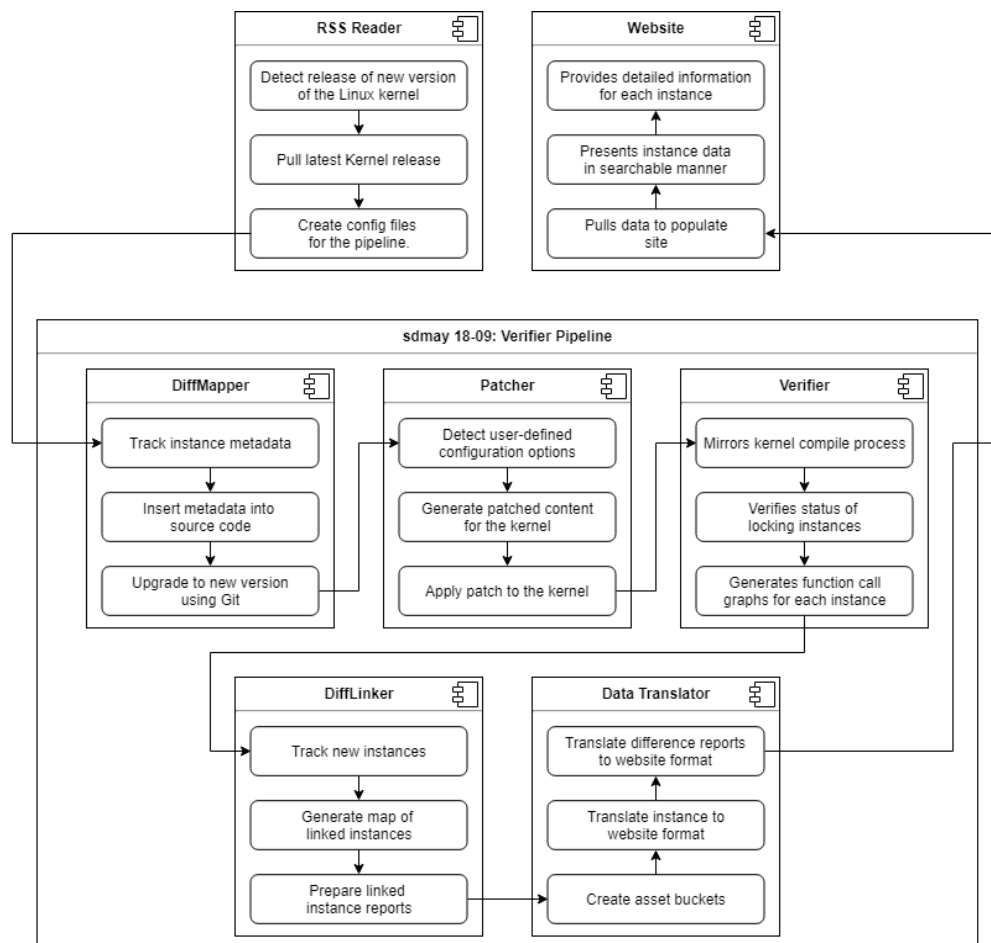 RSS Reader
Detect release of new version
of the Linux kernel
Pull latest Kernel release
Create config files
for the pipeline.
Website
Provides detailed information
for each instance
Presents instance data
in searchable manner
Pulls data to populate
site
sdmay 18-09: Verifier Pipeline
DiffMapper
Track instance metadata
Insert metadata into
source code
Upgrade to new version
using Git
Patcher
Detect user-defined
configuration options
Generate patched content
for the kernel
Apply patch to the kernel
Verifier
Mirrors kernel compile process
Verifies status of
locking instances
Generates function call
graphs for each instance
DiffLinker
Track new instances
Generate map of
linked instances
Prepare linked
instance reports
Data Translator
Translate difference reports
to website format
Translate instance to
website format
Create asset buckets